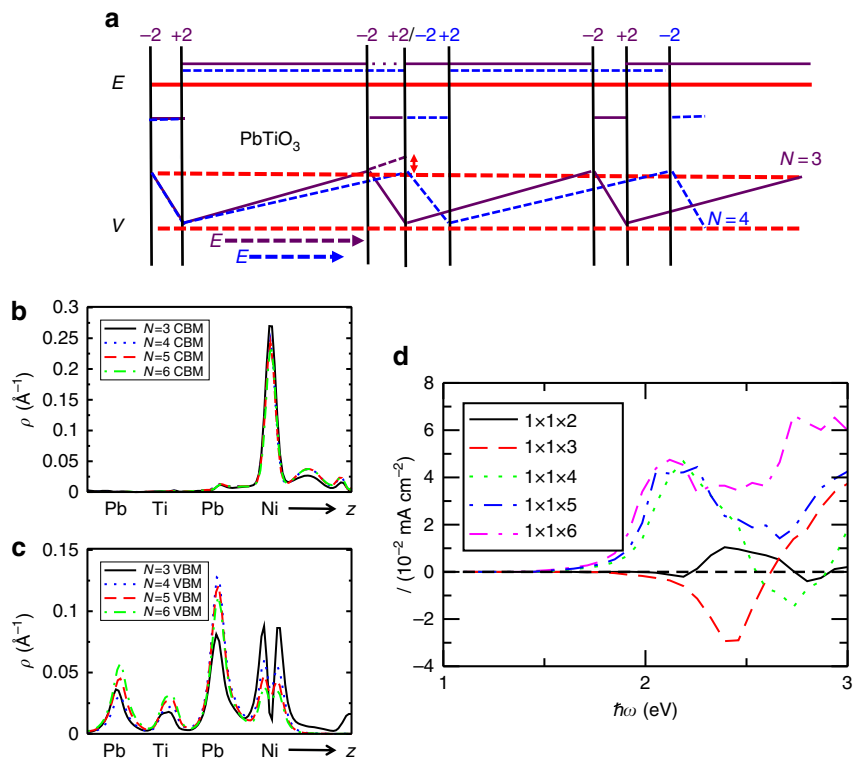 a
−2 +2 −2 +2/−2 +2 −2 +2 −2
E
PbTiO3
N = 3
V
N = 4
E
E
b
0.3
0.25
0.2
0.15
0.1
0.05
0
ρ (Å−1)
N=3 CBM
N=4 CBM
N=5 CBM
N=6 CBM
Pb Ti Pb Ni z
c
0.15
0.1
0.05
0
ρ (Å−1)
N=3 VBM
N=4 VBM
N=5 VBM
N=6 VBM
Pb Ti Pb Ni z
d
8
6
4
2
0
−2
−4
I (10−2 mA cm−2)
1×1×2
1×1×3
1×1×4
1×1×5
1×1×6
1 1.5 2 2.5 3
ħω (eV)